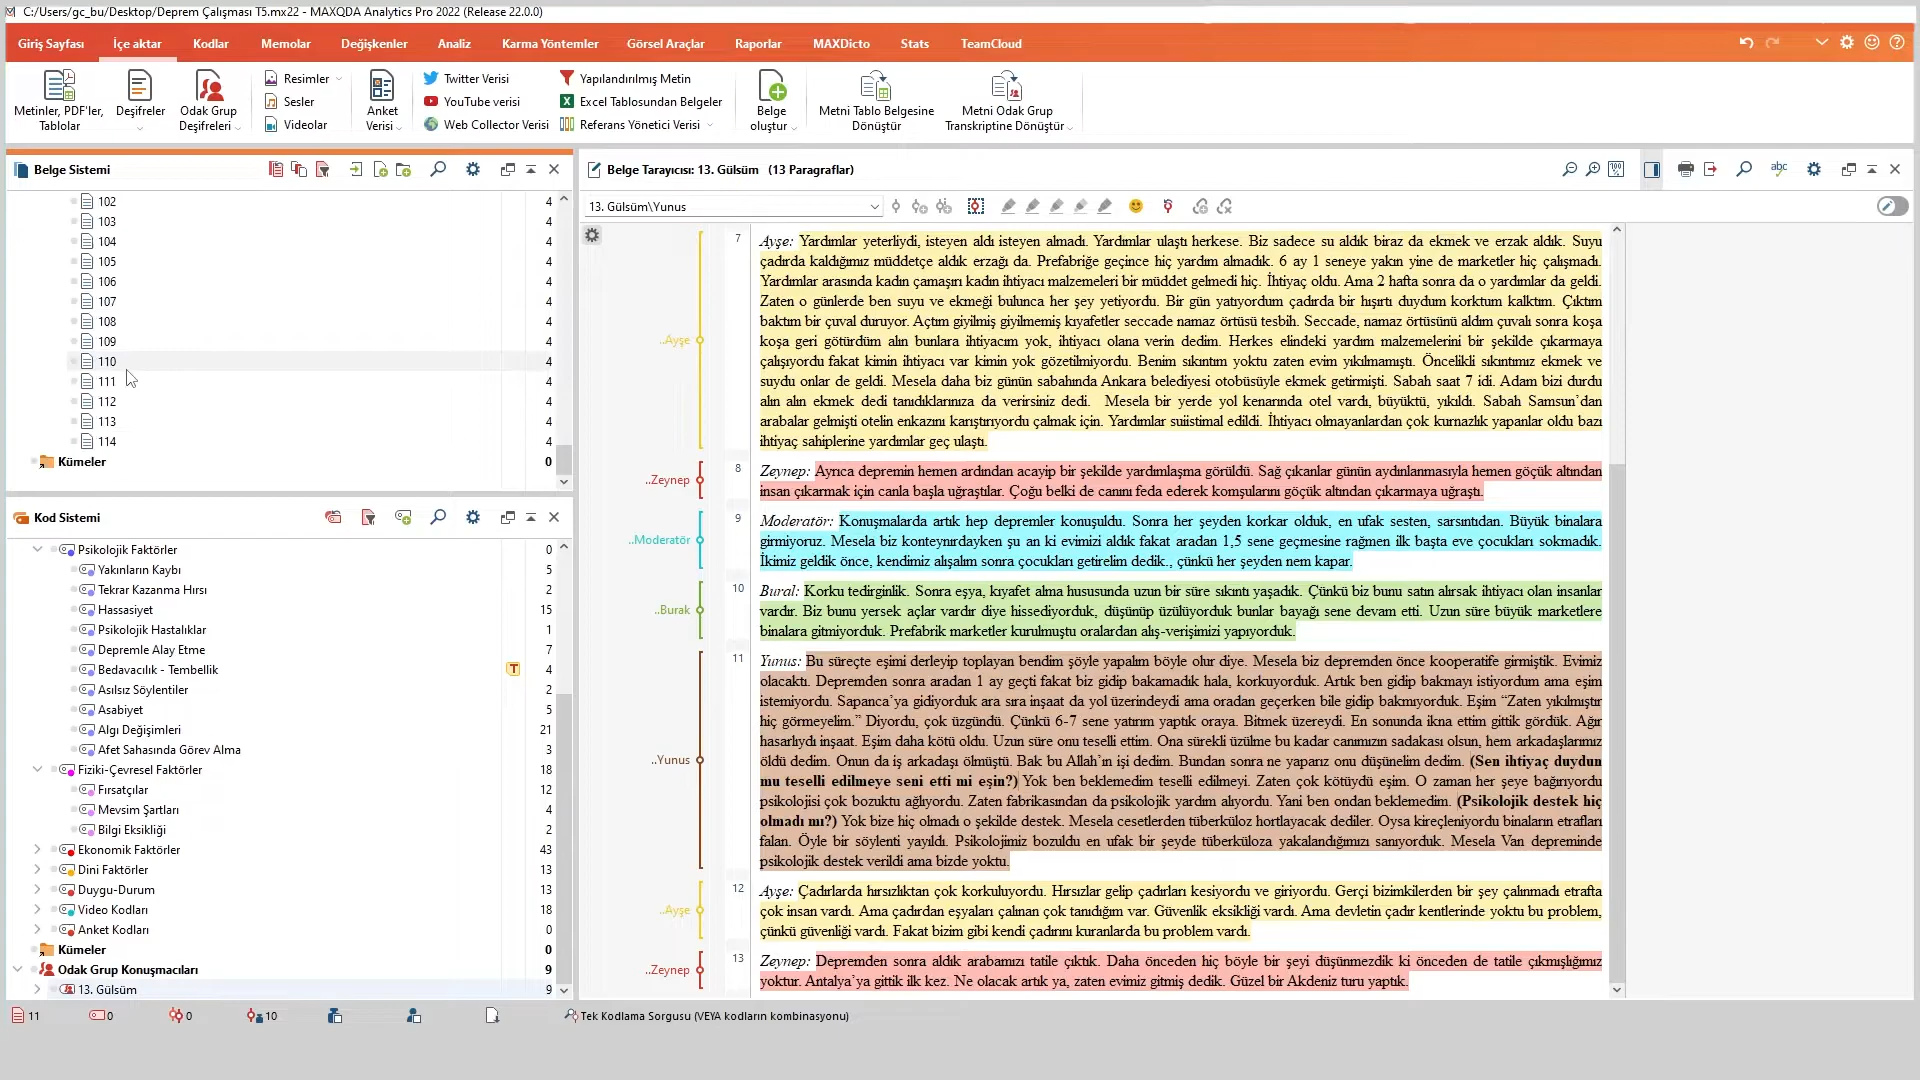 C:/Users/gc_bu/Desktop/Deprem Çalışması T5.mx22 - MAXQDA Analytics Pro 2022 (Release 22.0.0)
Giriş Sayfası İçe aktar Kodlar Memolar Değişkenler Analiz Karma Yöntemler Görsel Araçlar Raporlar MAXDicto Stats TeamCloud
Metinler, PDF'ler, Tablolar
Deşifreler
Odak Grup Deşifreleri
Resimler
Sesler
Videolar
Anket Verisi
Twitter Verisi
YouTube verisi
Web Collector Verisi
Yapılandırılmış Metin
Excel Tablosundan Belgeler
Referans Yönetici Verisi
Belge oluştur
Metni Tablo Belgesine Dönüştür
Metni Odak Grup Transkriptine Dönüştür
Belge Sistemi
102 4
103 4
104 4
105 4
106 4
107 4
108 4
109 4
110 4
111 4
112 4
113 4
114 4
Kümeler 0
Kod Sistemi
Psikolojik Faktörler 0
Yakınların Kaybı 5
Tekrar Kazanma Hırsı 2
Hassasiyet 15
Psikolojik Hastalıklar 1
Depremle Alay Etme 7
Bedavacılık - Tembellik T 4
Asılsız Söylentiler 2
Asabiyet 5
Algı Değişimleri 21
Afet Sahasında Görev Alma 3
Fiziki-Çevresel Faktörler 18
Fırsatçılar 12
Mevsim Şartları 4
Bilgi Eksikliği 2
Ekonomik Faktörler 43
Dini Faktörler 13
Duygu-Durum 13
Video Kodları 18
Anket Kodları 0
Kümeler 0
Odak Grup Konuşmacıları 9
13. Gülsüm 9
Belge Tarayıcısı: 13. Gülsüm (13 Paragraflar)
100 %
abc
13. Gülsüm\Yunus
..Ayşe
7
Ayşe: Yardımlar yeterliydi, isteyen aldı isteyen almadı. Yardımlar ulaştı herkese. Biz sadece su aldık biraz da ekmek ve erzak aldık. Suyu
çadırda kaldığımız müddetçe aldık erzağı da. Prefabriğe geçince hiç yardım almadık. 6 ay 1 seneye yakın yine de marketler hiç çalışmadı.
Yardımlar arasında kadın çamaşırı kadın ihtiyacı malzemeleri bir müddet gelmedi hiç. İhtiyaç oldu. Ama 2 hafta sonra da o yardımlar da geldi.
Zaten o günlerde ben suyu ve ekmeği bulunca her şey yetiyordu. Bir gün yatıyordum çadırda bir hışırtı duydum korktum kalktım. Çıktım
baktım bir çuval duruyor. Açtım giyilmiş giyilmemiş kıyafetler seccade namaz örtüsü tesbih. Seccade, namaz örtüsünü aldım çuvalı sonra koşa
koşa geri götürdüm alın bunlara ihtiyacım yok, ihtiyacı olana verin dedim. Herkes elindeki yardım malzemelerini bir şekilde çıkarmaya
çalışıyordu fakat kimin ihtiyacı var kimin yok gözetilmiyordu. Benim sıkıntım yoktu zaten evim yıkılmamıştı. Öncelikli sıkıntımız ekmek ve
suydu onlar de geldi. Mesela daha biz günün sabahında Ankara belediyesi otobüsüyle ekmek getirmişti. Sabah saat 7 idi. Adam bizi durdu
alın alın ekmek dedi tanıdıklarınıza da verirsiniz dedi. Mesela bir yerde yol kenarında otel vardı, büyüktü, yıkıldı. Sabah Samsun’dan
arabalar gelmişti otelin enkazını karıştırıyordu çalmak için. Yardımlar suiistimal edildi. İhtiyacı olmayanlardan çok kurnazlık yapanlar oldu bazı
ihtiyaç sahiplerine yardımlar geç ulaştı.
..Zeynep
8
Zeynep: Ayrıca depremin hemen ardından acayip bir şekilde yardımlaşma görüldü. Sağ çıkanlar günün aydınlanmasıyla hemen göçük altından
insan çıkarmak için canla başla uğraştılar. Çoğu belki de canını feda ederek komşularını göçük altından çıkarmaya uğraştı.
..Moderatör
9
Moderatör: Konuşmalarda artık hep depremler konuşuldu. Sonra her şeyden korkar olduk, en ufak sesten, sarsıntıdan. Büyük binalara
girmiyoruz. Mesela biz konteynırdayken şu an ki evimizi aldık fakat aradan 1,5 sene geçmesine rağmen ilk başta eve çocukları sokmadık.
İkimiz geldik önce, kendimiz alışalım sonra çocukları getirelim dedik., çünkü her şeyden nem kapar.
..Burak
10
Bural: Korku tedirginlik. Sonra eşya, kıyafet alma hususunda uzun bir süre sıkıntı yaşadık. Çünkü biz bunu satın alırsak ihtiyacı olan insanlar
vardır. Biz bunu yersek açlar vardır diye hissediyorduk, düşünüp üzülüyorduk bunlar bayağı sene devam etti. Uzun süre büyük marketlere
binalara gitmiyorduk. Prefabrik marketler kurulmuştu oralardan alış-verişimizi yapıyorduk.
..Yunus
11
Yunus: Bu süreçte eşimi derleyip toplayan bendim şöyle yapalım böyle olur diye. Mesela biz depremden önce kooperatife girmiştik. Evimiz
olacaktı. Depremden sonra aradan 1 ay geçti fakat biz gidip bakamadık hala, korkuyorduk. Artık ben gidip bakmayı istiyordum ama eşim
istemiyordu. Sapanca’ya gidiyorduk ara sıra inşaat da yol üzerindeydi ama oradan geçerken bile gidip bakmıyorduk. Eşim “Zaten yıkılmıştır
hiç görmeyelim.” Diyordu, çok üzgündü. Çünkü 6-7 sene yatırım yaptık oraya. Bitmek üzereydi. En sonunda ikna ettim gittik gördük. Ağır
hasarlıydı inşaat. Eşim daha kötü oldu. Uzun süre onu teselli ettim. Ona sürekli üzülme bu kadar canımızın sadakası olsun, hem arkadaşlarımız
öldü dedim. Onun da iş arkadaşı ölmüştü. Bak bu Allah’ın işi dedim. Bundan sonra ne yaparız onu düşünelim dedim. (Sen ihtiyaç duydun
mu teselli edilmeye seni etti mi eşin?) Yok ben beklemedim teselli edilmeyi. Zaten çok kötüydü eşim. O zaman her şeye bağırıyordu
psikolojisi çok bozuktu ağlıyordu. Zaten fabrikasından da psikolojik yardım alıyordu. Yani ben ondan beklemedim. (Psikolojik destek hiç
olmadı mı?) Yok bize hiç olmadı o şekilde destek. Mesela cesetlerden tüberküloz hortlayacak dediler. Oysa kireçleniyordu binaların etrafları
falan. Öyle bir söylenti yayıldı. Psikolojimiz bozuldu en ufak bir şeyde tüberküloza yakalandığımızı sanıyorduk. Mesela Van depreminde
psikolojik destek verildi ama bizde yoktu.
..Ayşe
12
Ayşe: Çadırlarda hırsızlıktan çok korkuluyordu. Hırsızlar gelip çadırları kesiyordu ve giriyordu. Gerçi bizimkilerden bir şey çalınmadı etrafta
çok insan vardı. Ama çadırdan eşyaları çalınan çok tanıdığım var. Güvenlik eksikliği vardı. Ama devletin çadır kentlerinde yoktu bu problem,
çünkü güvenliği vardı. Fakat bizim gibi kendi çadırını kuranlarda bu problem vardı.
..Zeynep
13
Zeynep: Depremden sonra aldık arabamızı tatile çıktık. Daha önceden hiç böyle bir şeyi düşünmezdik ki önceden de tatile çıkmışlığımız
yoktur. Antalya’ya gittik ilk kez. Ne olacak artık ya, zaten evimiz gitmiş dedik. Güzel bir Akdeniz turu yaptık.
11 0 0 10
Tek Kodlama Sorgusu (VEYA kodların kombinasyonu)